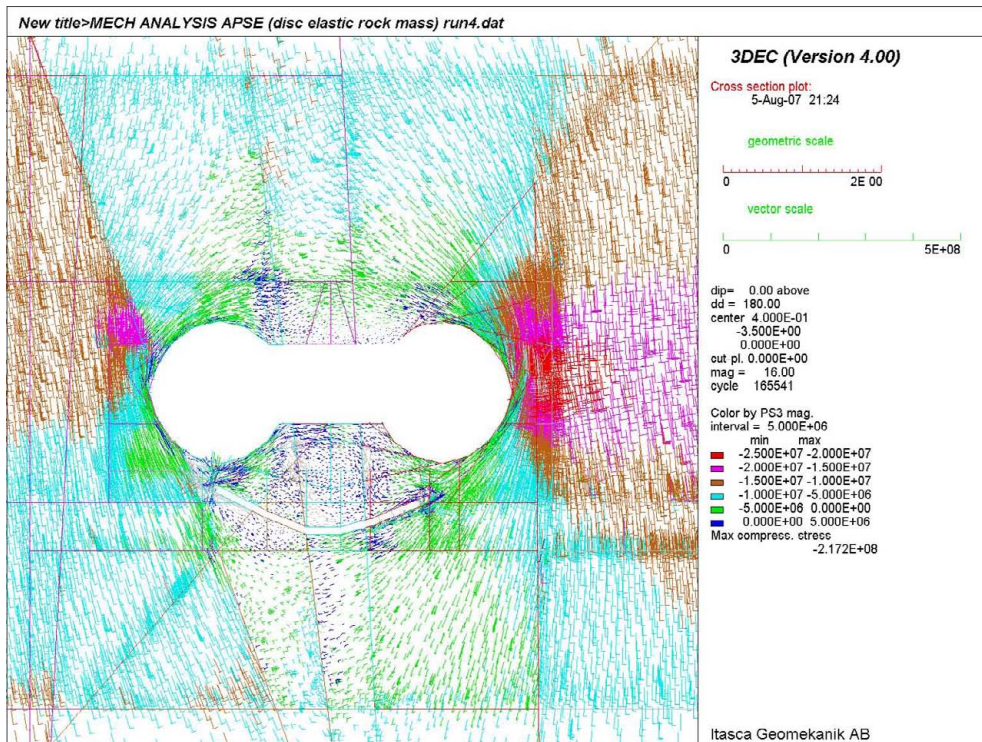 New title>MECH ANALYSIS APSE (disc elastic rock mass) run4.dat
3DEC (Version 4.00)
Cross section plot:
5-Aug-07 21:24
geometric scale
0 2E 00
vector scale
0 5E+08
dip= 0.00 above
dd = 180.00
center 4.000E-01
-3.500E+00
0.000E+00
cut pl. 0.000E+00
mag = 16.00
cycle 165541
Color by PS3 mag.
interval = 5.000E+06
min max
-2.500E+07 -2.000E+07
-2.000E+07 -1.500E+07
-1.500E+07 -1.000E+07
-1.000E+07 -5.000E+06
-5.000E+06 0.000E+00
0.000E+00 5.000E+06
Max compress. stress
-2.172E+08
Itasca Geomekanik AB